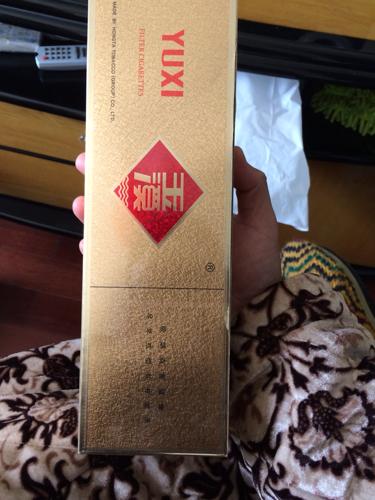 MADE BY HONGTA TOBACCO (GROUP) CO., LTD.
YUXI
FILTER CIGARETTES
玉溪
®